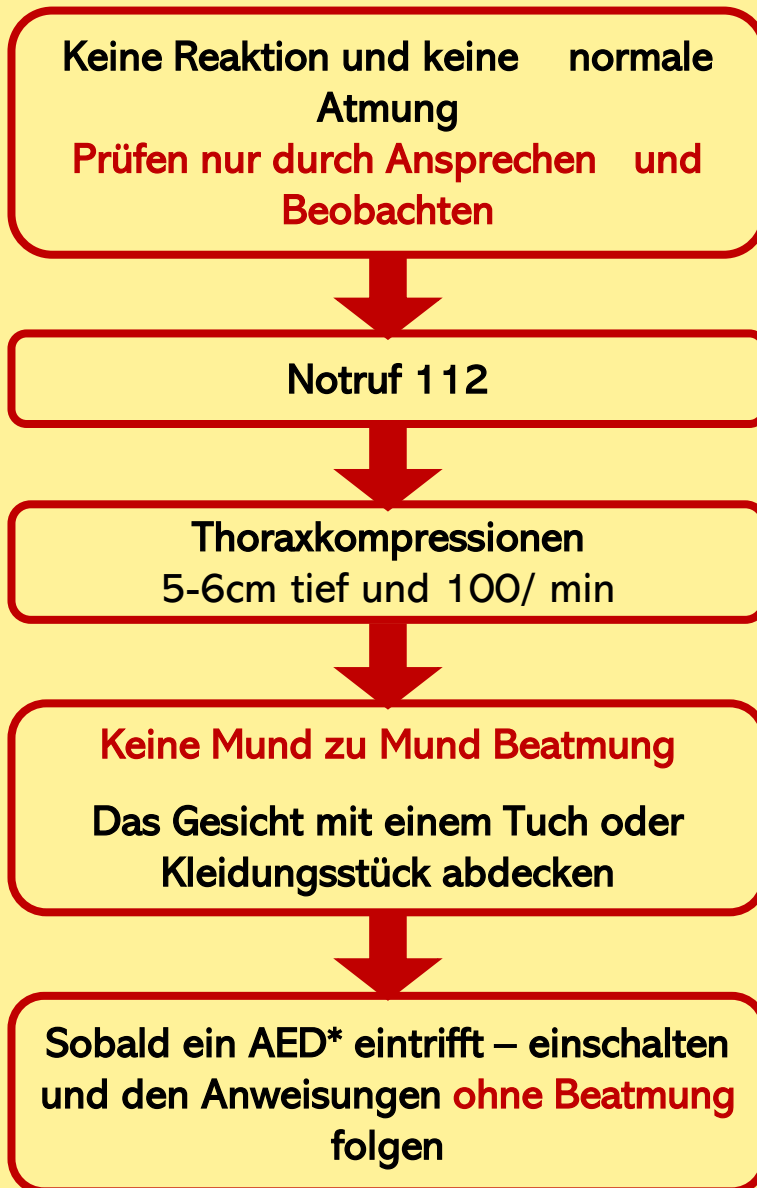 Keine Reaktion und keine normale
Atmung
Prüfen nur durch Ansprechen und
Beobachten
Notruf 112
Thoraxkompressionen
5-6cm tief und 100/ min
Keine Mund zu Mund Beatmung
Das Gesicht mit einem Tuch oder
Kleidungsstück abdecken
Sobald ein AED* eintrifft – einschalten
und den Anweisungen ohne Beatmung
folgen